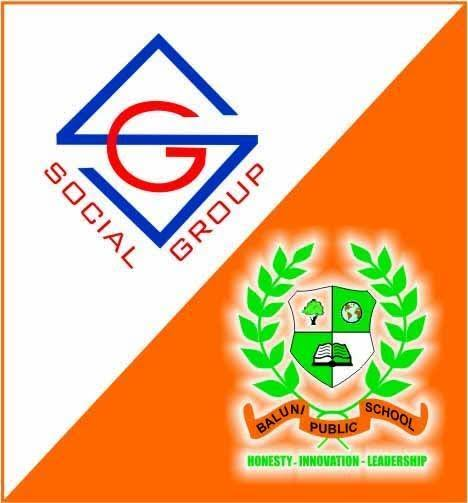 SG
SOCIAL GROUP
BALUNI PUBLIC SCHOOL
HONESTY - INNOVATION - LEADERSHIP